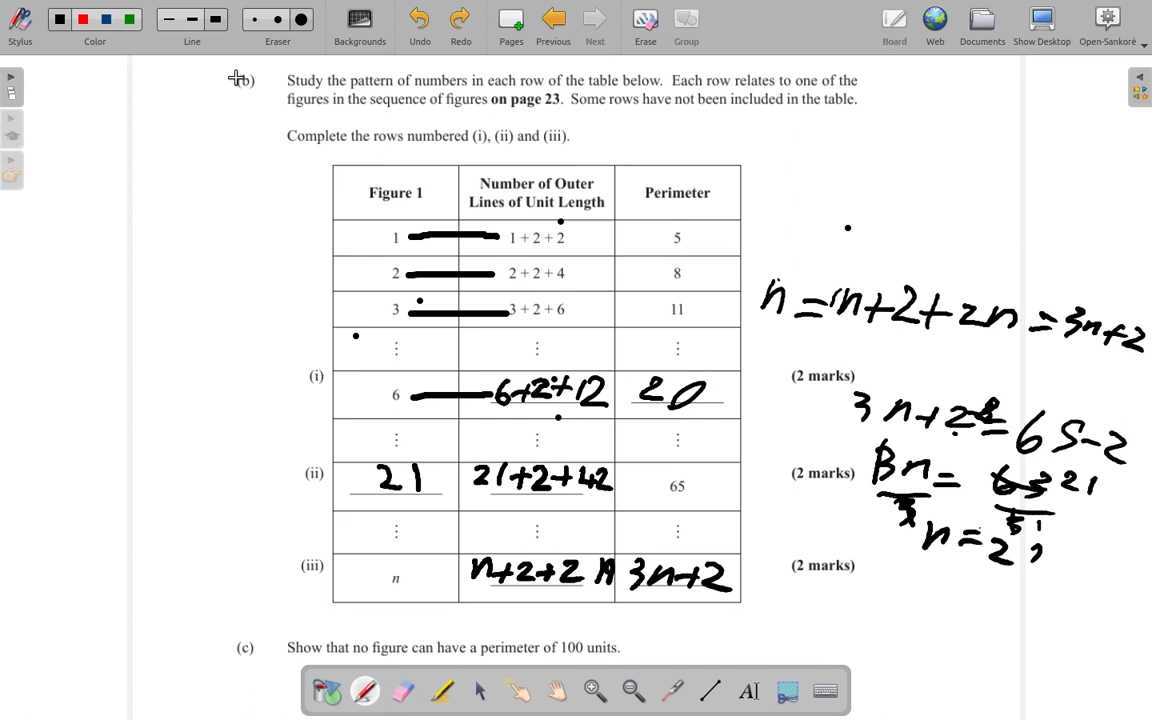 Stylus Color Line Eraser Backgrounds Undo Redo Pages Previous Next Erase Group Board Web Documents Show Desktop Open-Sankoré
(b) Study the pattern of numbers in each row of the table below. Each row relates to one of the
figures in the sequence of figures on page 23. Some rows have not been included in the table.
Complete the rows numbered (i), (ii) and (iii).
Figure 1 Number of Outer Lines of Unit Length Perimeter
1 1 + 2 + 2 5
2 2 + 2 + 4 8
3 3 + 2 + 6 11
n = n+2+2n = 3n+2
⋮ ⋮ ⋮
(i) 6 6+2+12 20 (2 marks)
3n+2-2 = 65-2
⋮ ⋮ ⋮
(ii) 21 21+2+42 65 (2 marks)
3n = 63 21
3 3 1
⋮ ⋮ ⋮
n = 21
(iii) n n+2+2n 3n+2 (2 marks)
(c) Show that no figure can have a perimeter of 100 units.